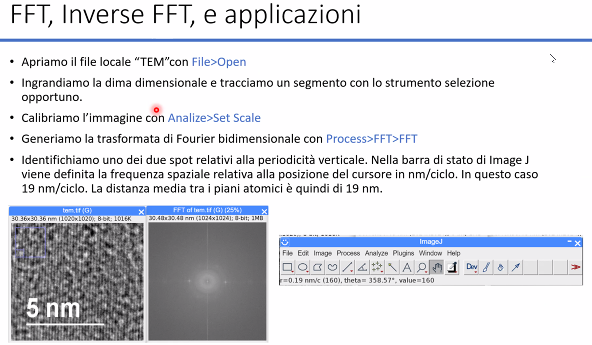 FFT, Inverse FFT, e applicazioni
• Apriamo il file locale “TEM”con File>Open
• Ingrandiamo la dima dimensionale e tracciamo un segmento con lo strumento selezione
opportuno.
• Calibriamo l’immagine con Analize>Set Scale
• Generiamo la trasformata di Fourier bidimensionale con Process>FFT>FFT
• Identifichiamo uno dei due spot relativi alla periodicità verticale. Nella barra di stato di Image J
viene definita la frequenza spaziale relativa alla posizione del cursore in nm/ciclo. In questo caso
19 nm/ciclo. La distanza media tra i piani atomici è quindi di 19 nm.
tem.tif (G)
30.36x30.36 nm (1020x1020); 8-bit; 1016K
5 nm
FFT of tem.tif (G) (25%)
30.48x30.48 nm (1024x1024); 8-bit; 1MB
ImageJ
File Edit Image Process Analyze Plugins Window Help
A Dev
r=0.19 nm/c (160), theta= 358.57°, value=160